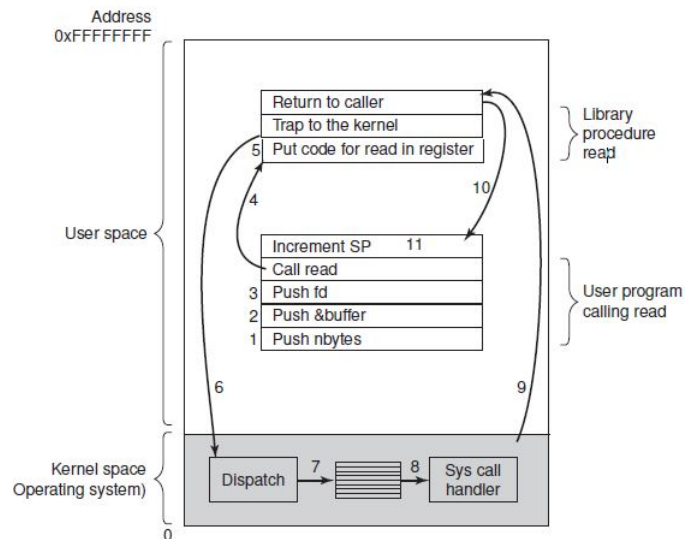 Address
0xFFFFFFFF
Return to caller
Trap to the kernel
5 Put code for read in register
Library
procedure
read
10
4
User space
Increment SP 11
Call read
3 Push fd
2 Push &buffer
1 Push nbytes
User program
calling read
6
9
Kernel space
Operating system)
Dispatch
7
8
Sys call
handler
0